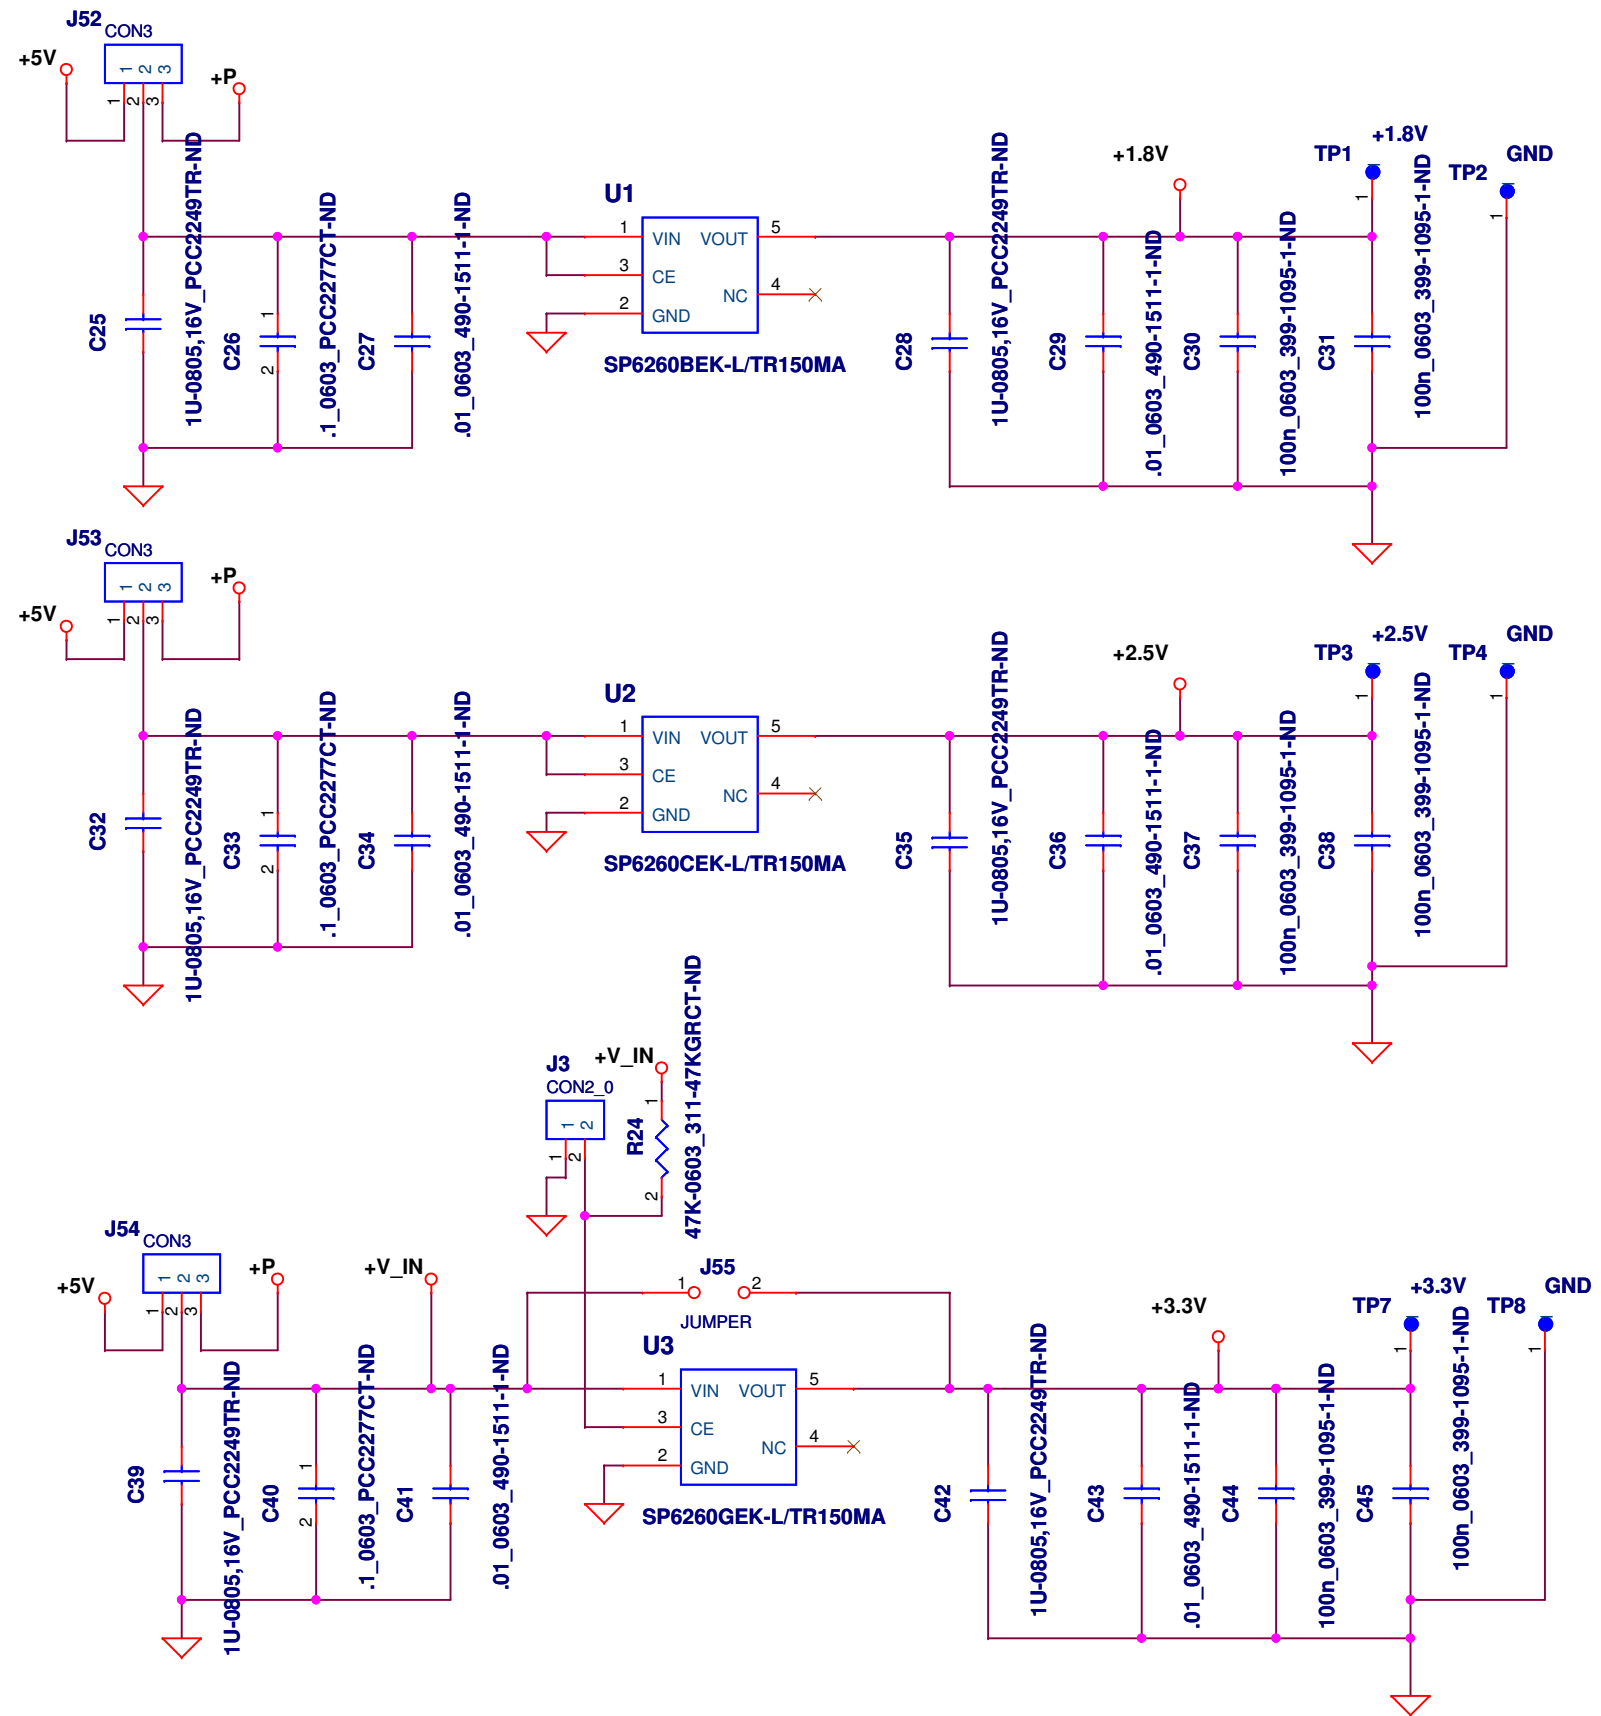 J52
CON3
+5V
1 2 3
+P
1 2 3
C25
1U-0805,16V_PCC2249TR-ND
C26
1
2
.1_0603_PCC2277CT-ND
C27
.01_0603_490-1511-1-ND
U1
1 VIN VOUT 5
3 CE
NC 4
2 GND
SP6260BEK-L/TR150MA
C28
1U-0805,16V_PCC2249TR-ND
C29
.01_0603_490-1511-1-ND
+1.8V
C30
100n_0603_399-1095-1-ND
C31
100n_0603_399-1095-1-ND
TP1
+1.8V
1
TP2
GND
1
J53
CON3
+5V
1 2 3
+P
1 2 3
C32
1U-0805,16V_PCC2249TR-ND
C33
1
2
.1_0603_PCC2277CT-ND
C34
.01_0603_490-1511-1-ND
U2
1 VIN VOUT 5
3 CE
NC 4
2 GND
SP6260CEK-L/TR150MA
C35
1U-0805,16V_PCC2249TR-ND
C36
.01_0603_490-1511-1-ND
+2.5V
C37
100n_0603_399-1095-1-ND
C38
100n_0603_399-1095-1-ND
TP3
+2.5V
1
TP4
GND
1
J3
CON2_0
1 2
1 2
+V_IN
R24
1
2
47K-0603_311-47KGRCT-ND
J54
CON3
+5V
1 2 3
+P
1 2 3
+V_IN
C39
1U-0805,16V_PCC2249TR-ND
C40
1
2
.1_0603_PCC2277CT-ND
C41
.01_0603_490-1511-1-ND
J55
1 2
JUMPER
U3
1 VIN VOUT 5
3 CE
NC 4
2 GND
SP6260GEK-L/TR150MA
C42
1U-0805,16V_PCC2249TR-ND
C43
.01_0603_490-1511-1-ND
+3.3V
C44
100n_0603_399-1095-1-ND
C45
100n_0603_399-1095-1-ND
TP7
+3.3V
1
TP8
GND
1